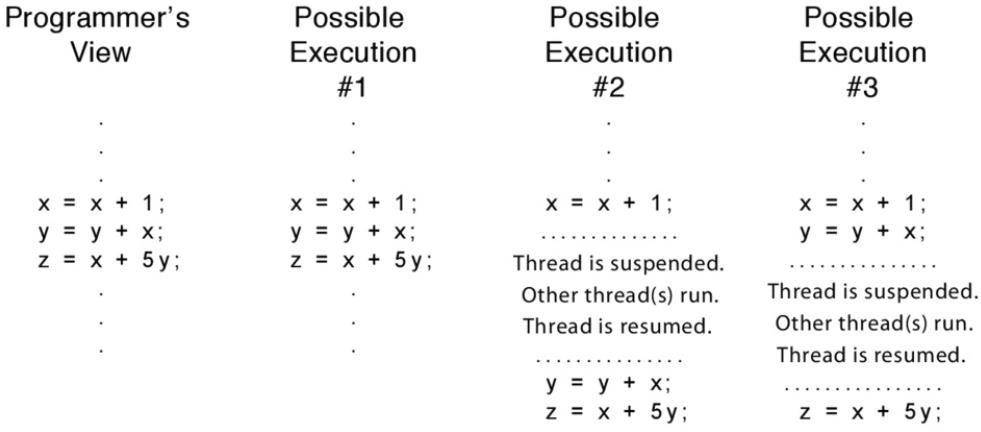 Programmer's View
Possible Execution #1
Possible Execution #2
Possible Execution #3
.
.
.
x = x + 1;
y = y + x;
z = x + 5y;
.
.
.
.
.
.
x = x + 1;
y = y + x;
z = x + 5y;
.
.
.
.
.
.
x = x + 1;
..............
Thread is suspended.
Other thread(s) run.
Thread is resumed.
...............
y = y + x;
z = x + 5y;
.
.
.
x = x + 1;
y = y + x;
...............
Thread is suspended.
Other thread(s) run.
Thread is resumed.
................
z = x + 5y;